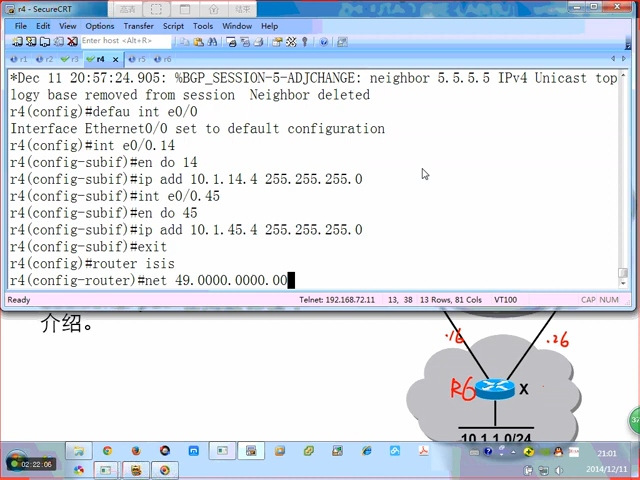 r4 - SecureCRT
File Edit View Options Transfer Script Tools Window Help
Enter host <Alt+R>
r1 r2 r3 r4 x r5 r6
*Dec 11 20:57:24.905: %BGP_SESSION-5-ADJCHANGE: neighbor 5.5.5.5 IPv4 Unicast topo
logy base removed from session  Neighbor deleted
r4(config)#defau int e0/0
Interface Ethernet0/0 set to default configuration
r4(config)#int e0/0.14
r4(config-subif)#en do 14
r4(config-subif)#ip add 10.1.14.4 255.255.255.0
r4(config-subif)#int e0/0.45
r4(config-subif)#en do 45
r4(config-subif)#ip add 10.1.45.4 255.255.255.0
r4(config-subif)#exit
r4(config)#router isis
r4(config-router)#net 49.0000.0000.00
Ready Telnet: 192.168.72.11 13, 38 13 Rows, 81 Cols VT100 CAP NUM
介绍。
.16 .26
R6 X
10.1.1.0/24
02:22:06
21:01
2014/12/11